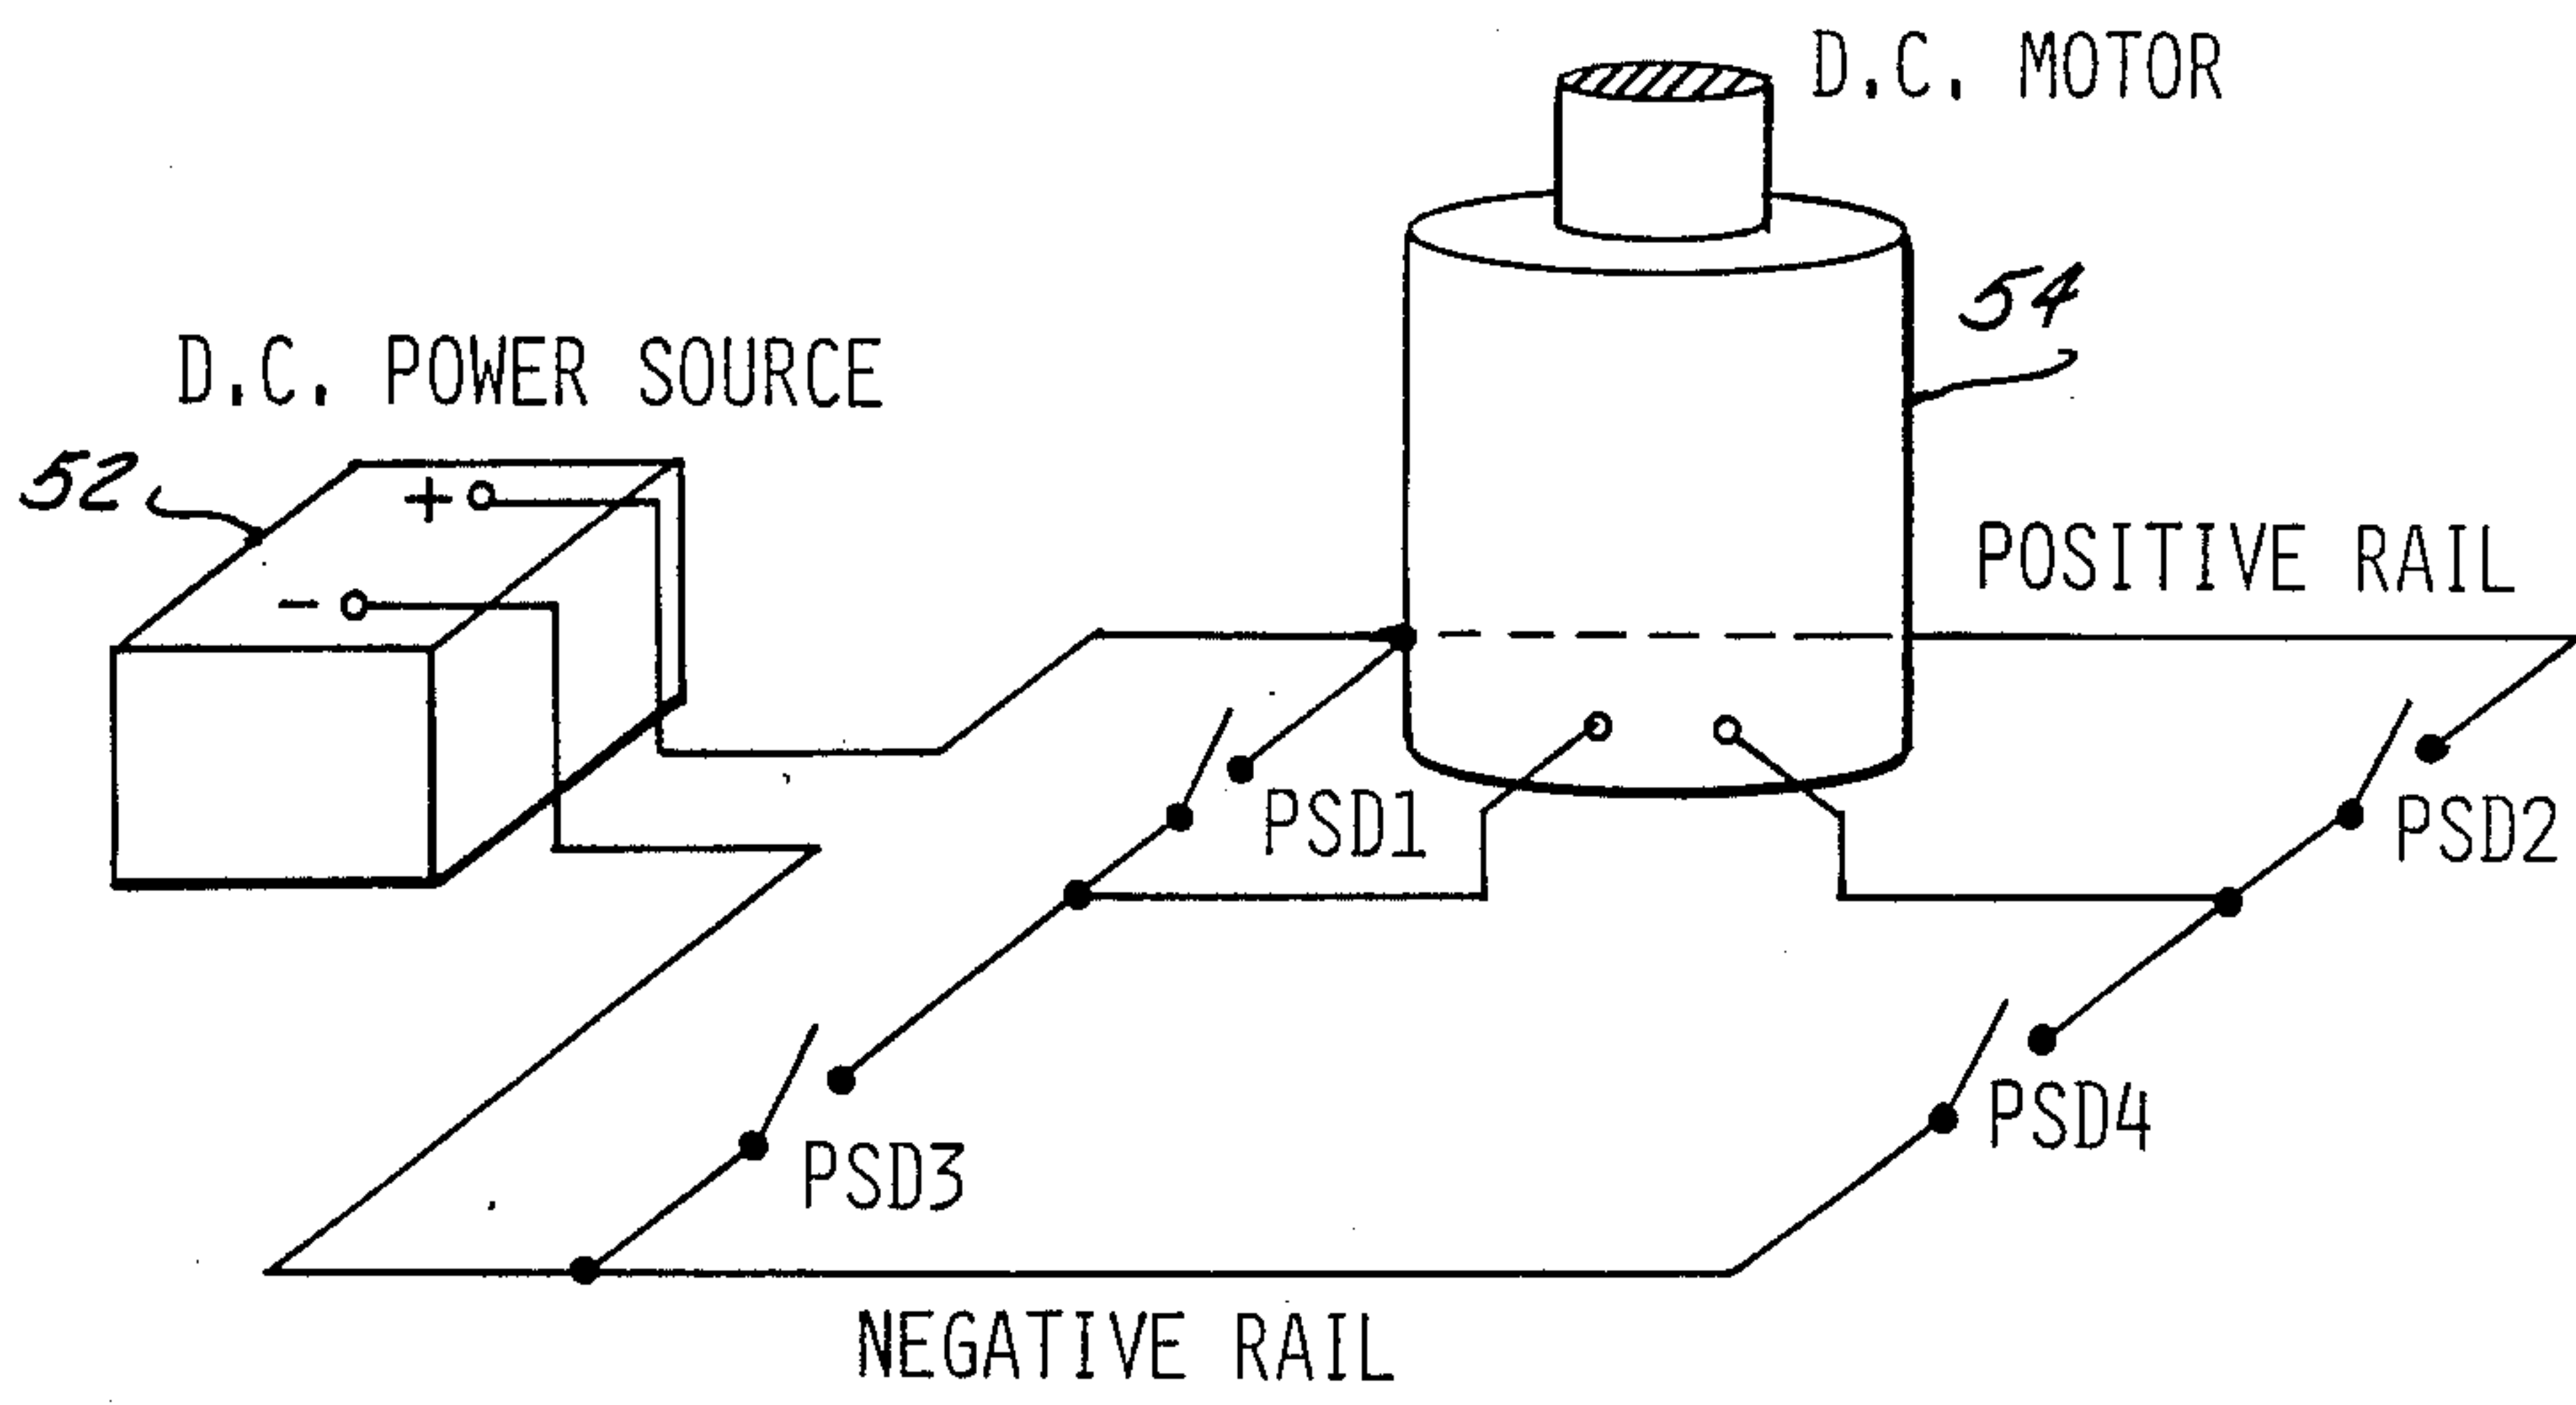 D.C. MOTOR
54
D.C. POWER SOURCE
52
+
-
POSITIVE RAIL
PSD1
PSD2
PSD3
PSD4
NEGATIVE RAIL